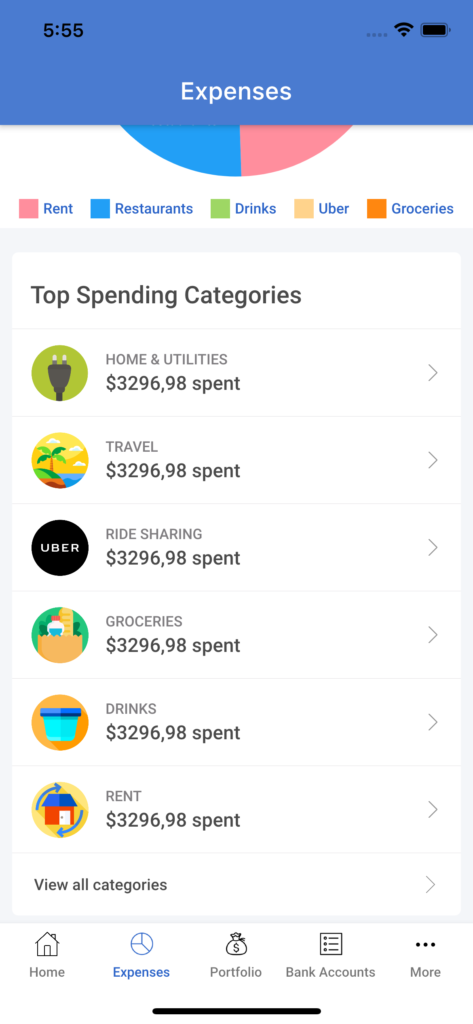 5:55
Expenses
Rent Restaurants Drinks Uber Groceries
Top Spending Categories
HOME & UTILITIES
$3296,98 spent
TRAVEL
$3296,98 spent
UBER
RIDE SHARING
$3296,98 spent
GROCERIES
$3296,98 spent
DRINKS
$3296,98 spent
RENT
$3296,98 spent
View all categories
Home Expenses Portfolio Bank Accounts More